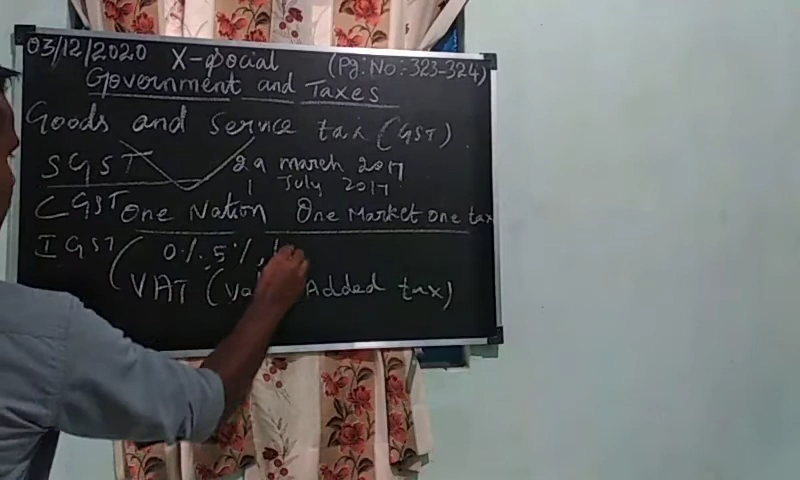 03/12/2020 X-social (Pg:No:-323-324)
Government and Taxes
Goods and Service tax (GST)
SGST 29 march 2017
1 July 2017
CGST One Nation One Market one tax
IGST ( 0%. 5%, 1
VAT ( Added tax)